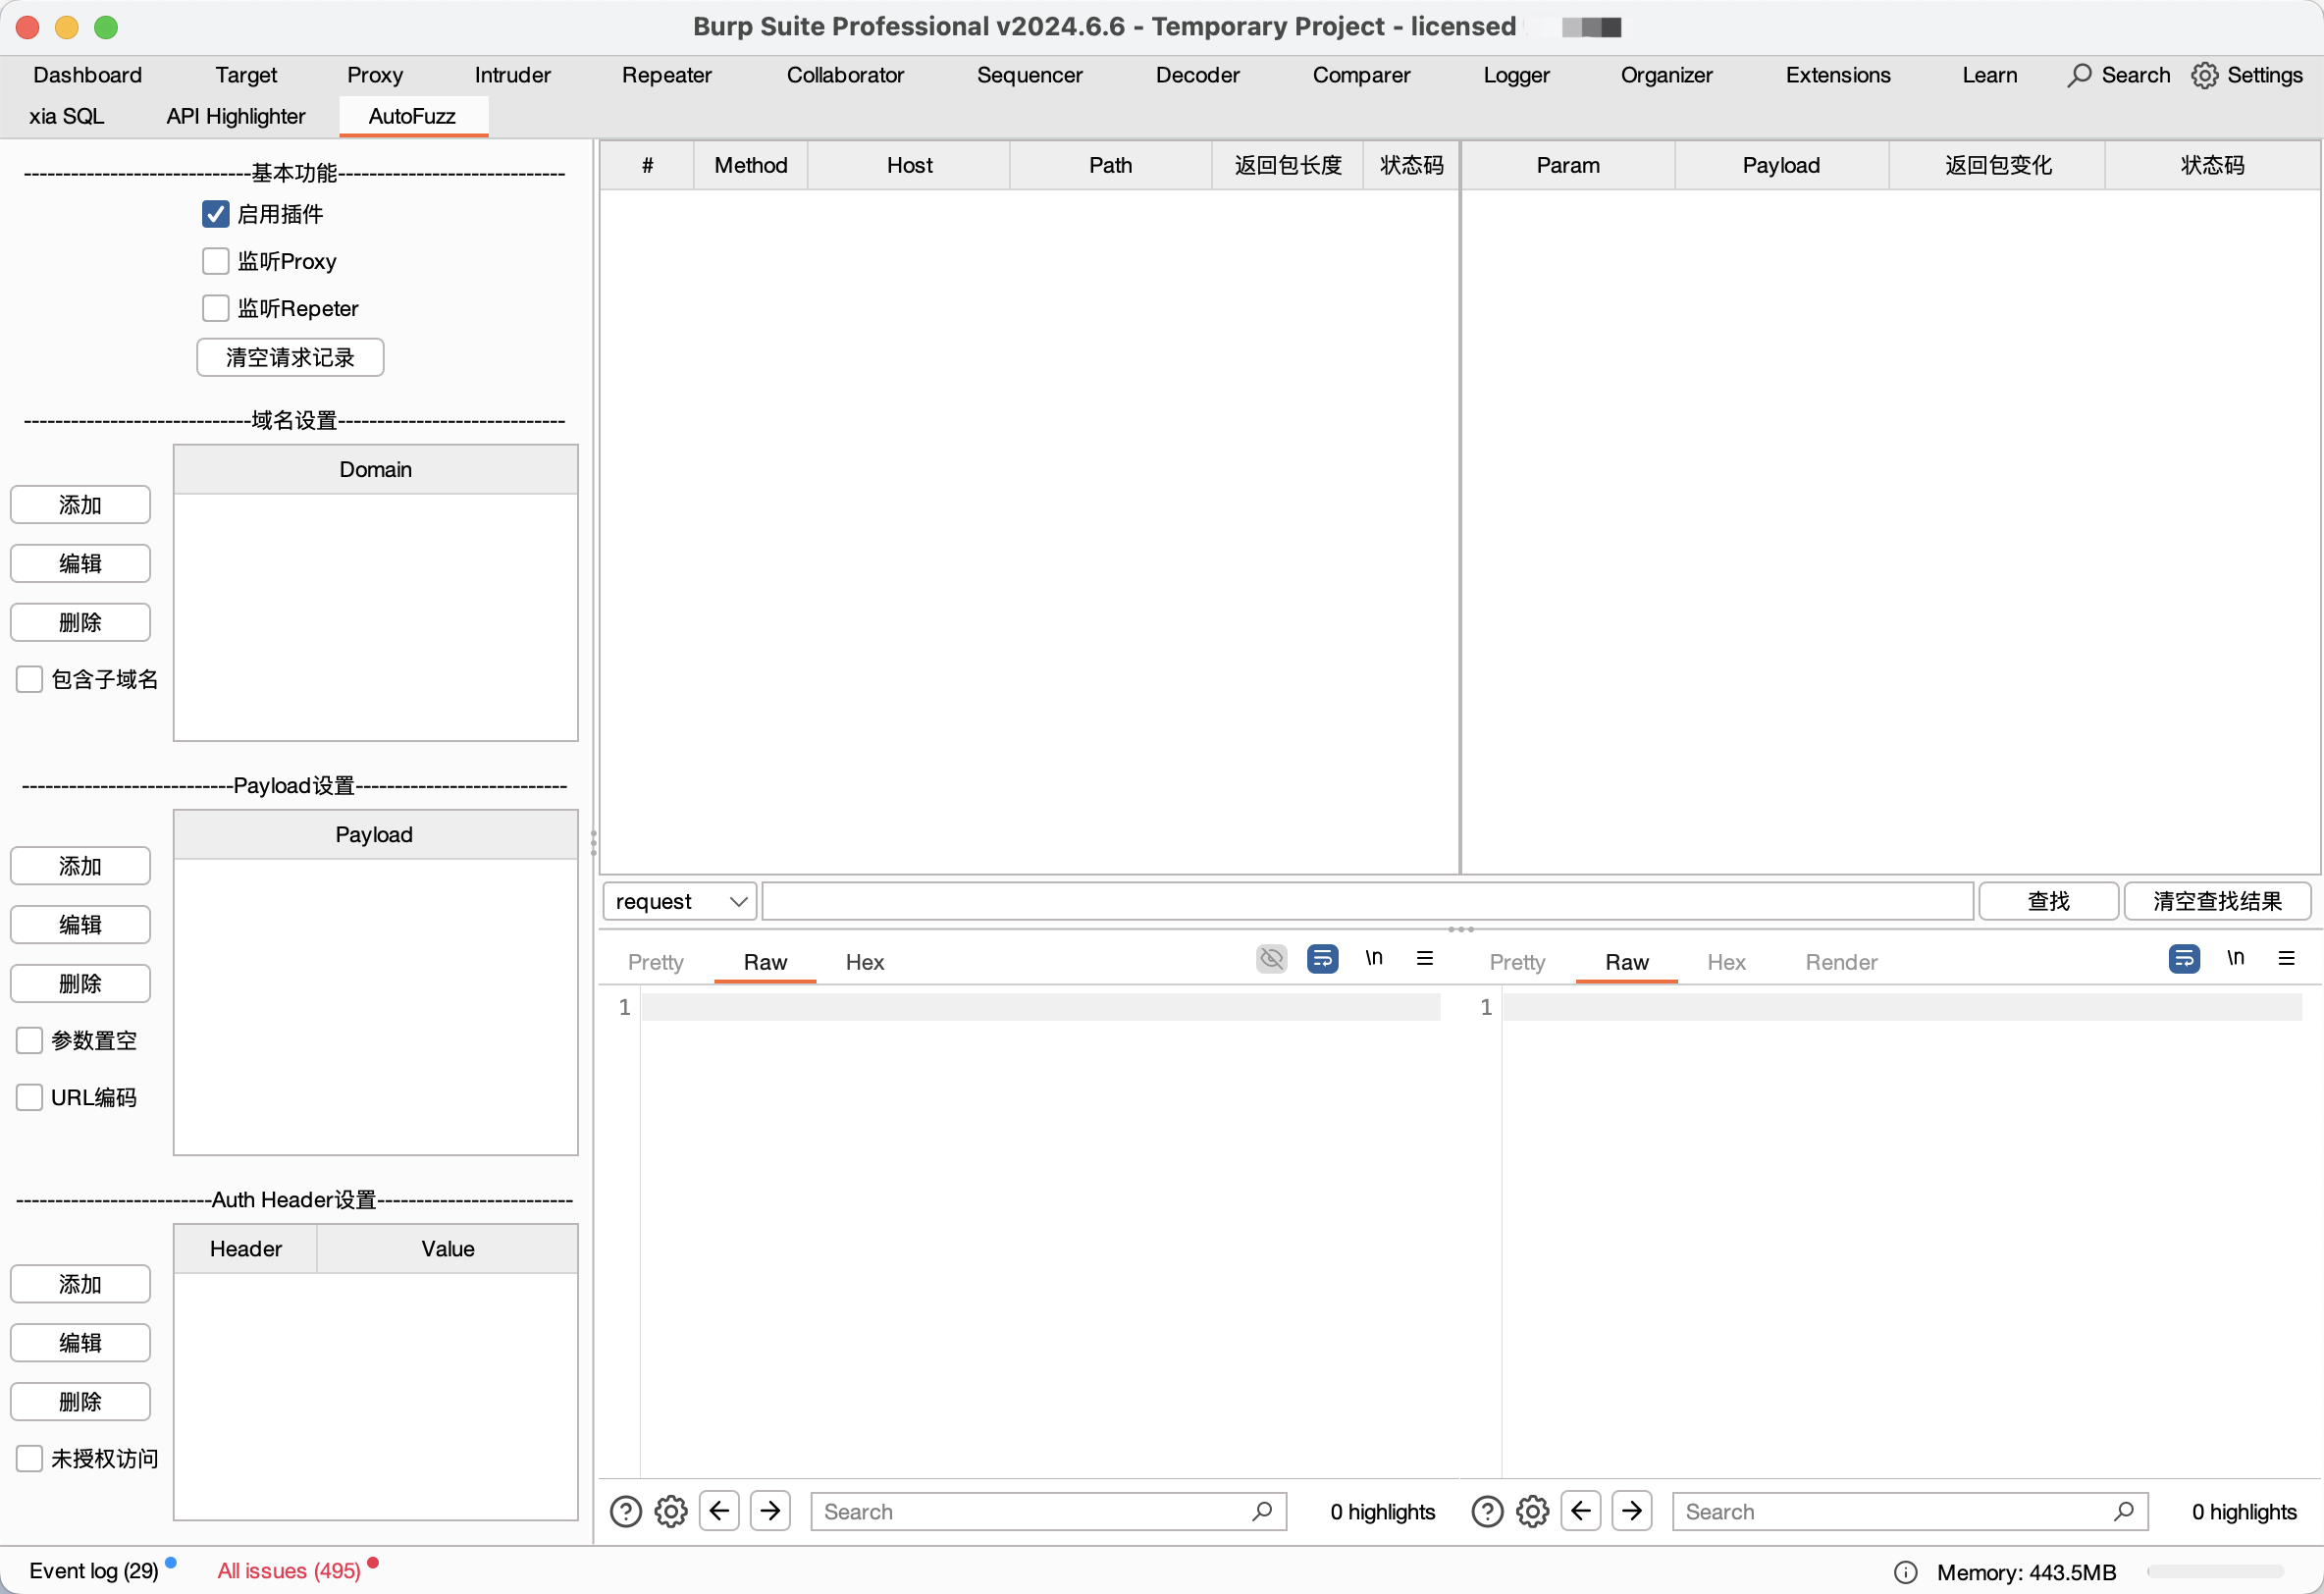 Burp Suite Professional v2024.6.6 - Temporary Project - licensed
Dashboard Target Proxy Intruder Repeater Collaborator Sequencer Decoder Comparer Logger Organizer Extensions Learn Search Settings
xia SQL API Highlighter AutoFuzz
-----------------------------基本功能-----------------------------
启用插件
监听Proxy
监听Repeter
清空请求记录
-----------------------------域名设置-----------------------------
Domain
添加
编辑
删除
包含子域名
---------------------------Payload设置---------------------------
Payload
添加
编辑
删除
参数置空
URL编码
-------------------------Auth Header设置-------------------------
Header Value
添加
编辑
删除
未授权访问
# Method Host Path 返回包长度 状态码
Param Payload 返回包变化 状态码
request 查找 清空查找结果
Pretty Raw Hex \n
1
Search 0 highlights
Pretty Raw Hex Render \n
1
Search 0 highlights
Event log (29) All issues (495) Memory: 443.5MB